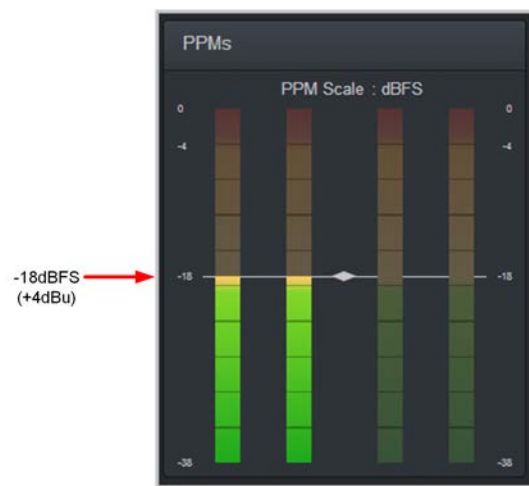 PPMs
PPM Scale : dBFS
0 0
-4 -4
-18dBFS
(+4dBu)
-18 -18
-38 -38